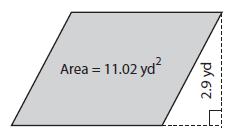 Area = 11.02 yd²
2.9 yd